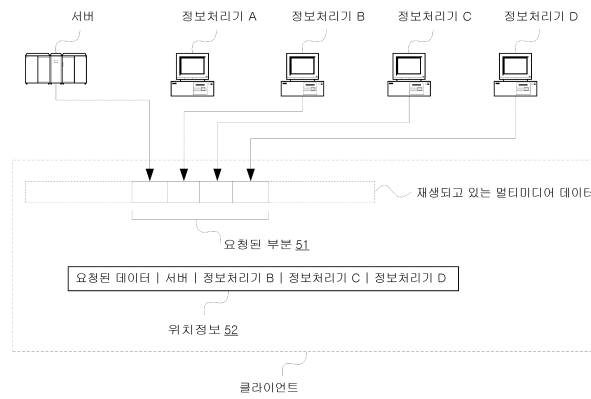 서버
정보처리기 A
정보처리기 B
정보처리기 C
정보처리기 D
재생되고 있는 멀티미디어 데이터
요청된 부분 51
요청된 데이터 | 서버 | 정보처리기 B | 정보처리기 C | 정보처리기 D
위치정보 52
클라이언트